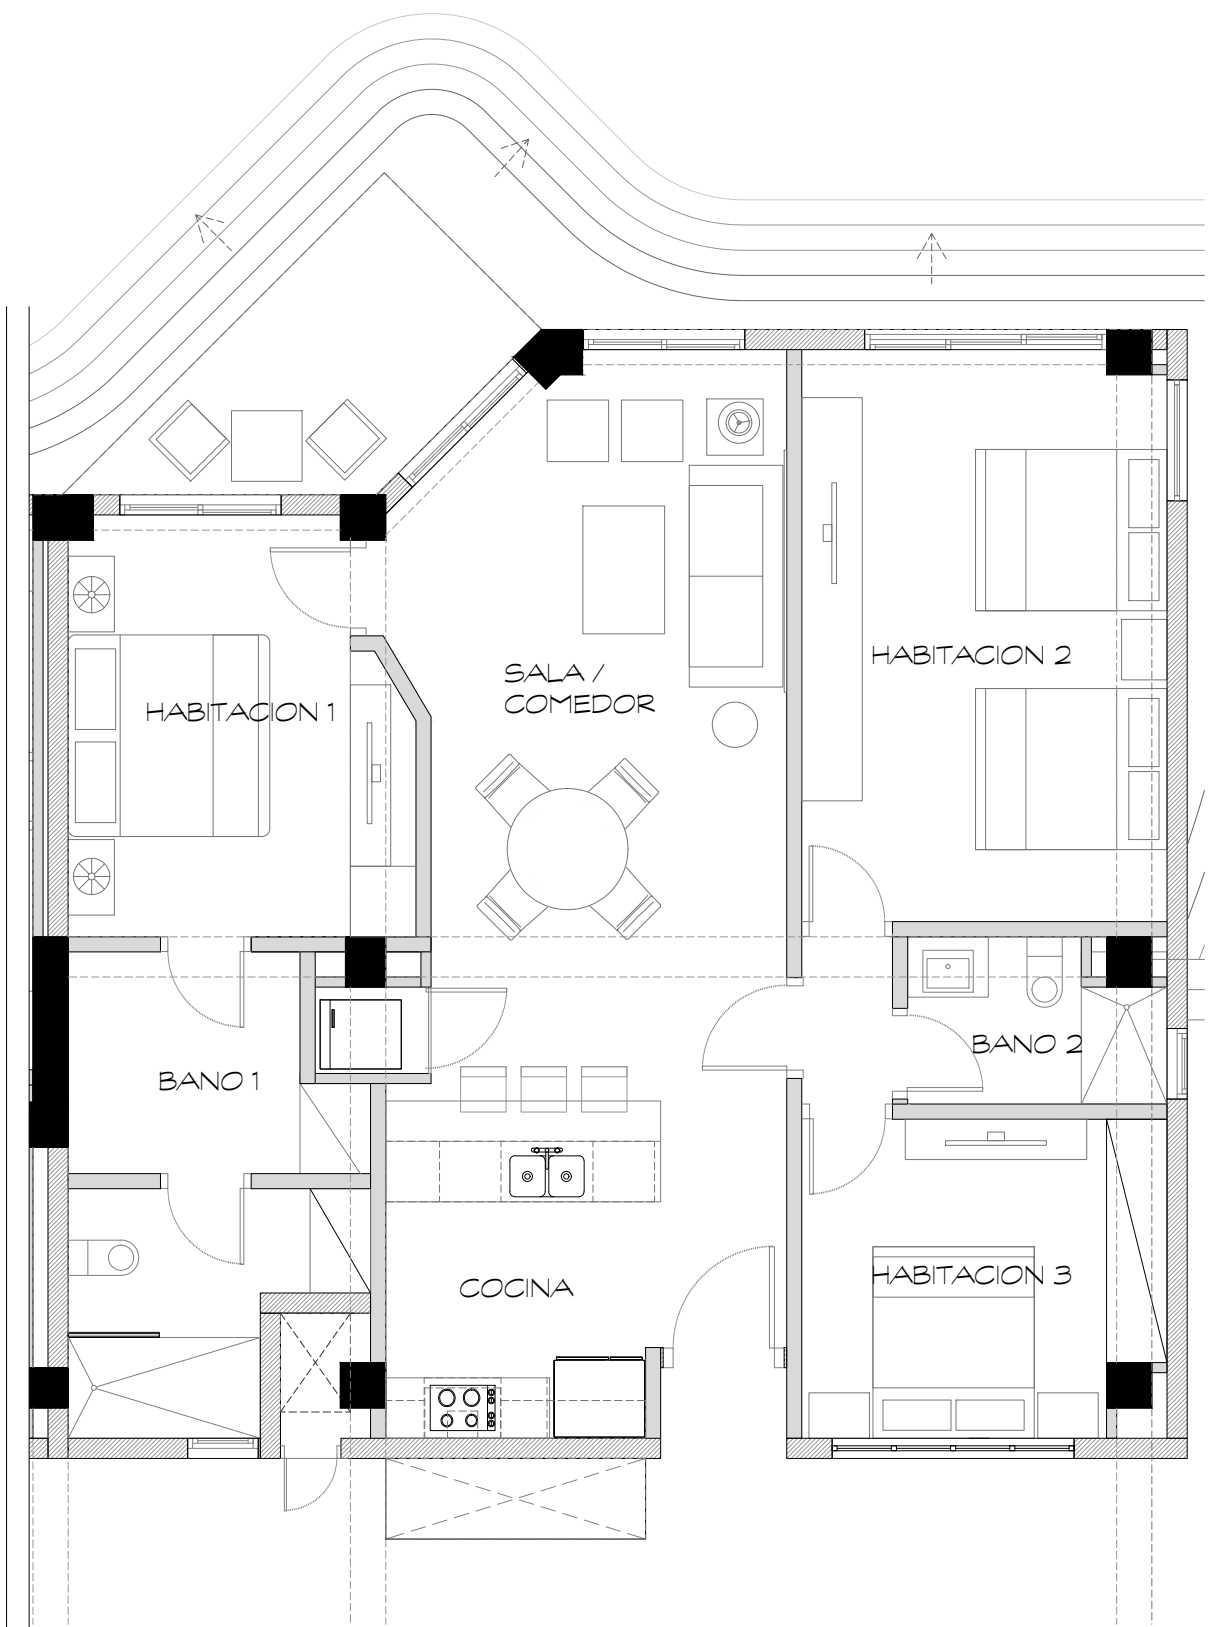 HABITACION 2
SALA /
COMEDOR
HABITACION 1
BANO 2
BANO 1
HABITACION 3
COCINA